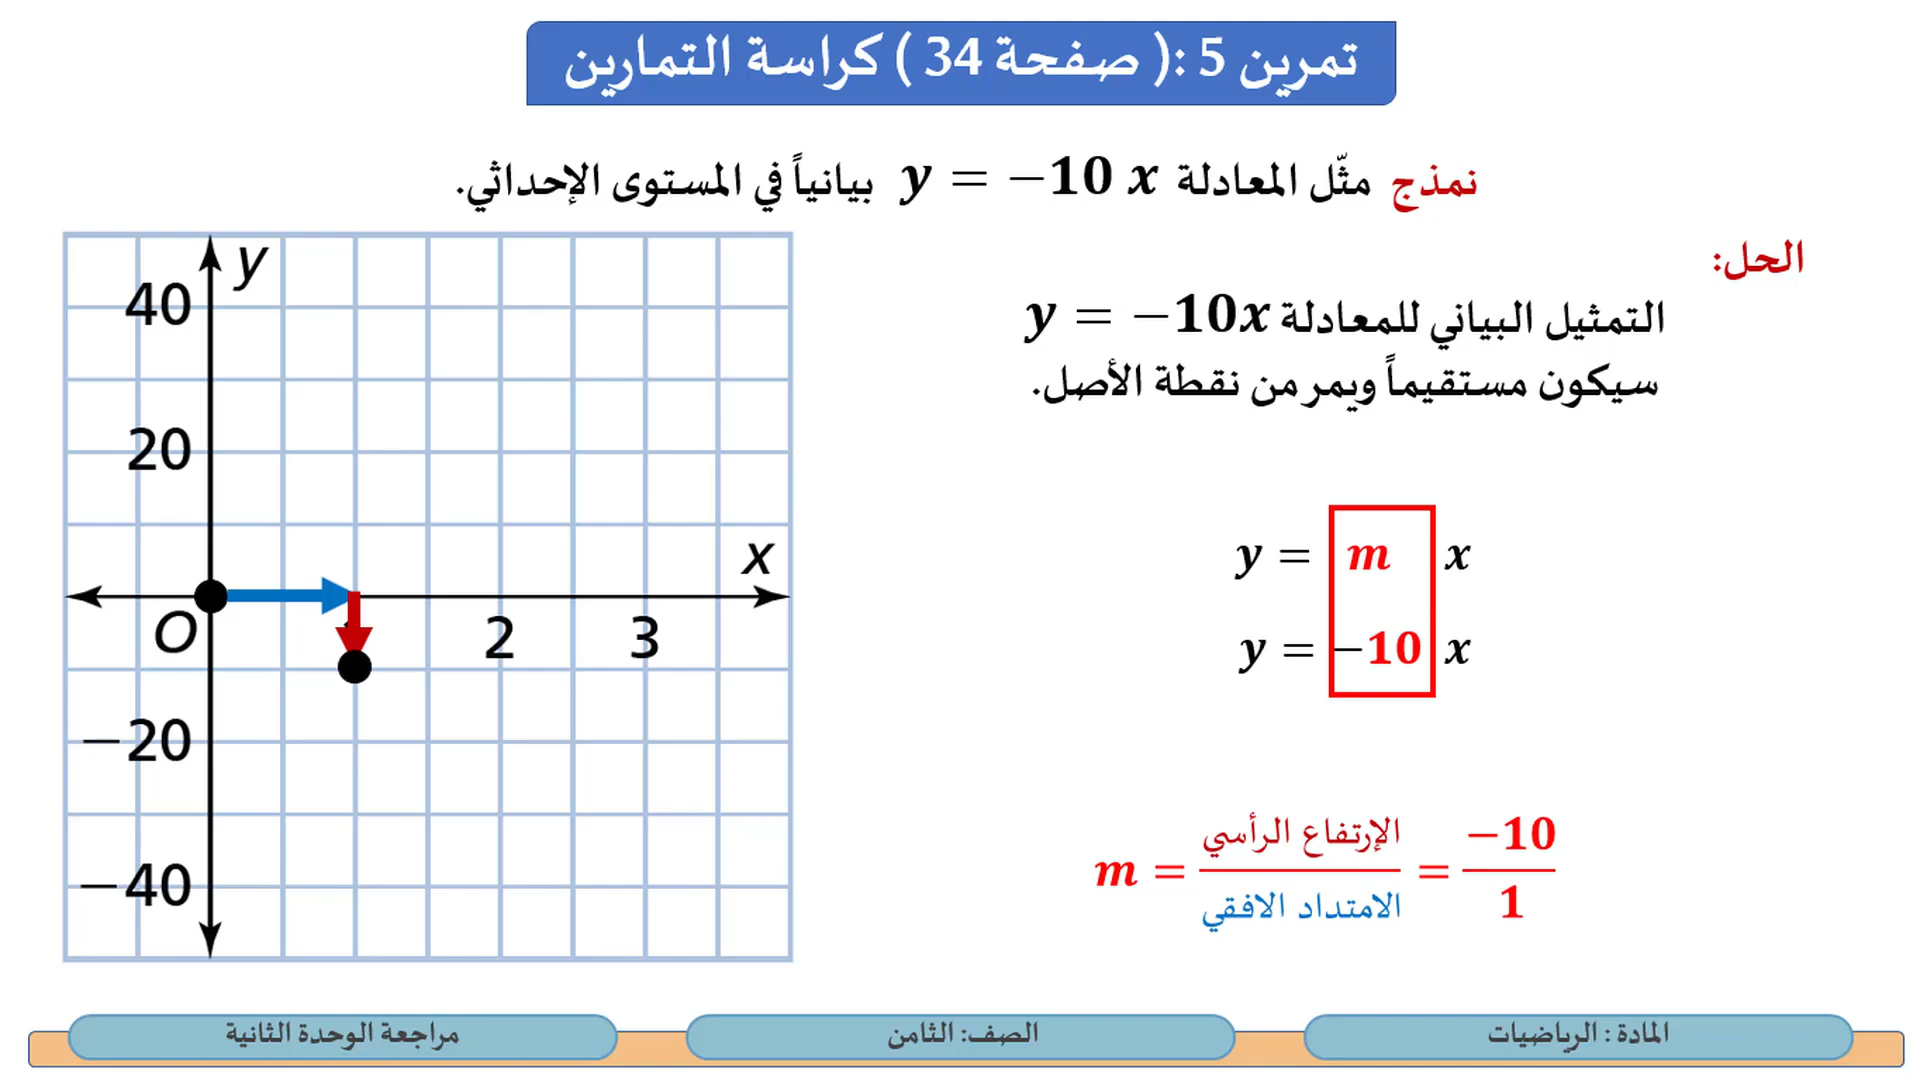 تمرين 5 :( صفحة 34 ) كراسة التمارين
نمذج مثّل المعادلة y = −10 x بيانياً في المستوى الإحداثي.
الحل:
التمثيل البياني للمعادلة y = −10x
سيكون مستقيماً ويمر من نقطة الأصل.
y = m x
y = −10 x
m = الإرتفاع الرأسي / الامتداد الافقي = −10 / 1
y
40
20
x
O
2
3
−20
−40
المادة : الرياضيات
الصف: الثامن
مراجعة الوحدة الثانية